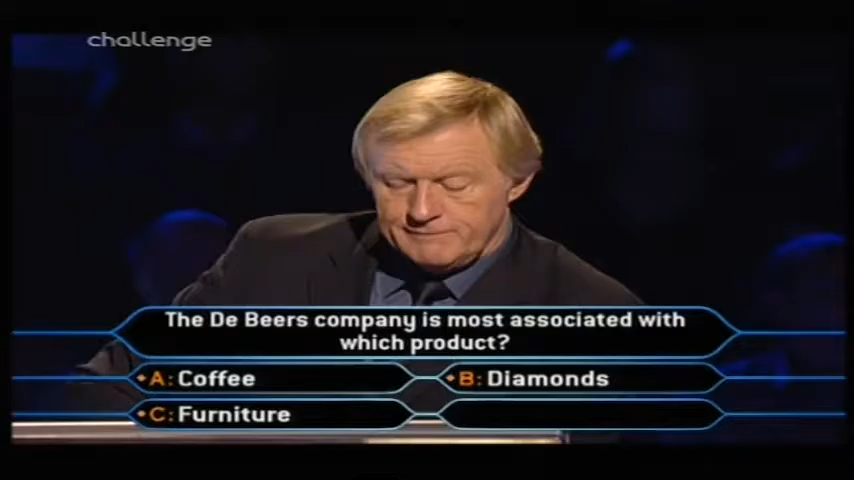 challenge
The De Beers company is most associated with
which product?
A: Coffee
B: Diamonds
C: Furniture